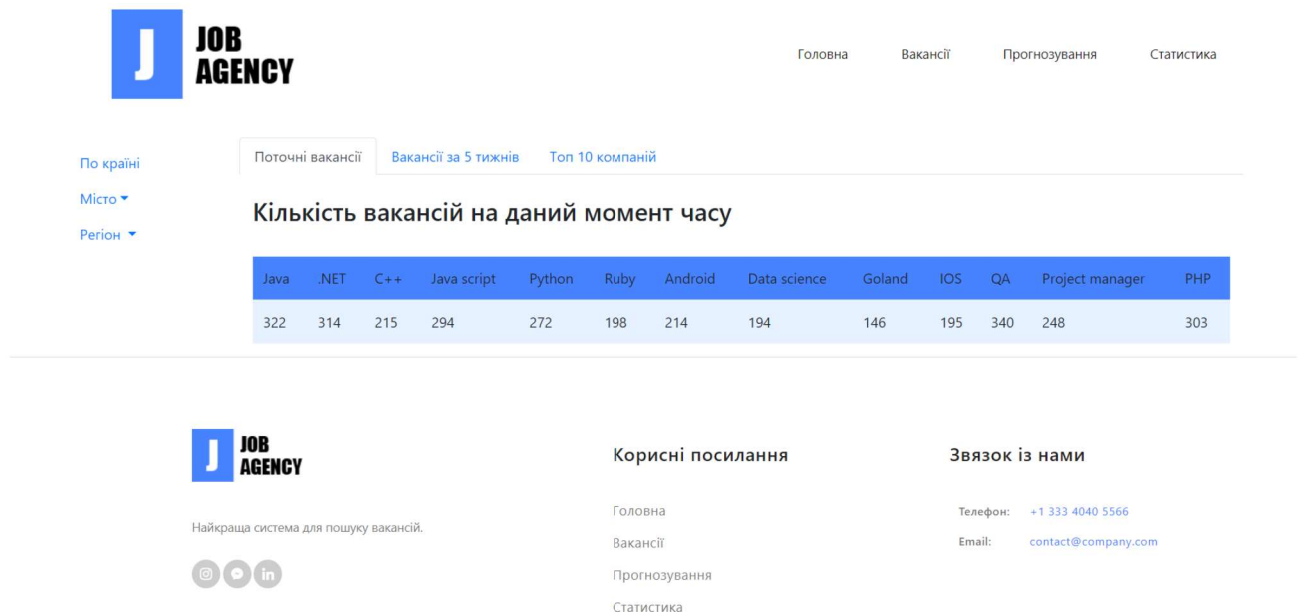 J JOB
AGENCY
Головна Вакансії Прогнозування Статистика
По країні
Місто
Регіон
Поточні вакансії Вакансії за 5 тижнів Топ 10 компаній
Кількість вакансій на даний момент часу
Java .NET C++ Java script Python Ruby Android Data science Goland IOS QA Project manager PHP
322 314 215 294 272 198 214 194 146 195 340 248 303
J JOB
AGENCY
Найкраща система для пошуку вакансій.
in
Корисні посилання
Головна
Вакансії
Прогнозування
Статистика
Звязок із нами
Телефон: +1 333 4040 5566
Email: contact@company.com